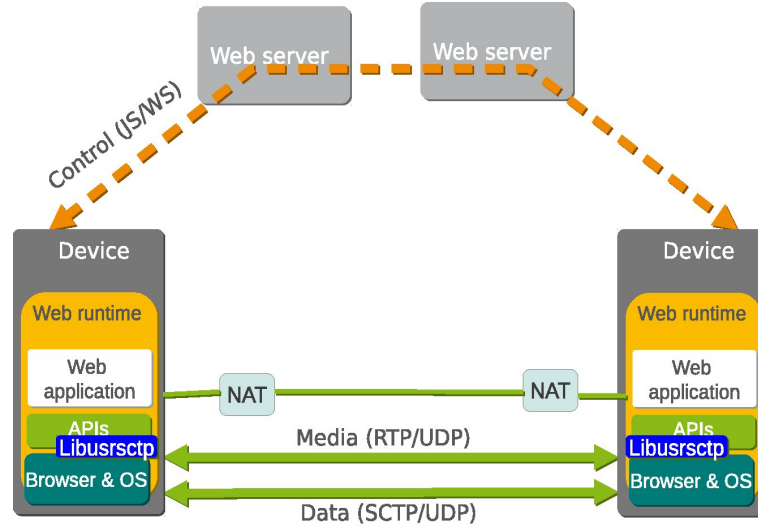 Web server
Web server
Control (JS/WS)
Device
Device
Web runtime
Web runtime
Web
application
Web
application
NAT
NAT
APIs
APIs
Libusrsctp
Libusrsctp
Media (RTP/UDP)
Browser & OS
Browser & OS
Data (SCTP/UDP)